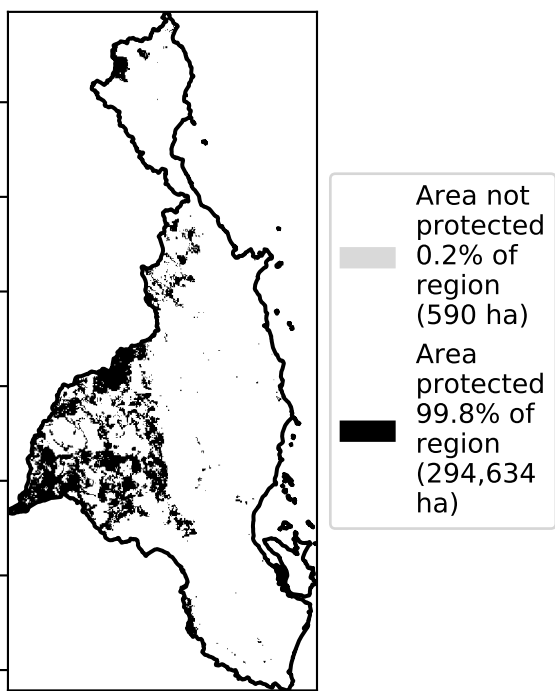 Area not
protected
0.2% of
region
(590 ha)
Area
protected
99.8% of
region
(294,634
ha)